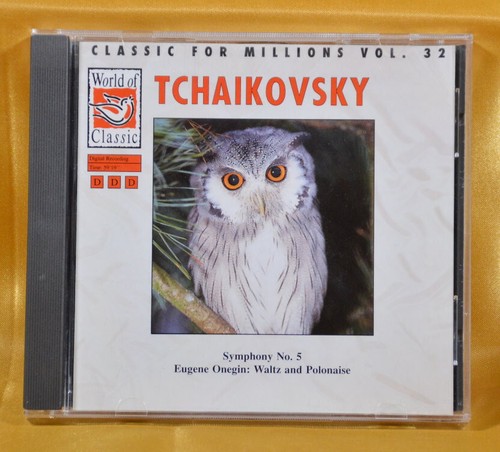 CLASSIC FOR MILLIONS VOL. 32
World of
Classic
TCHAIKOVSKY
Digital Recording
D D D
Symphony No. 5
Eugene Onegin: Waltz and Polonaise